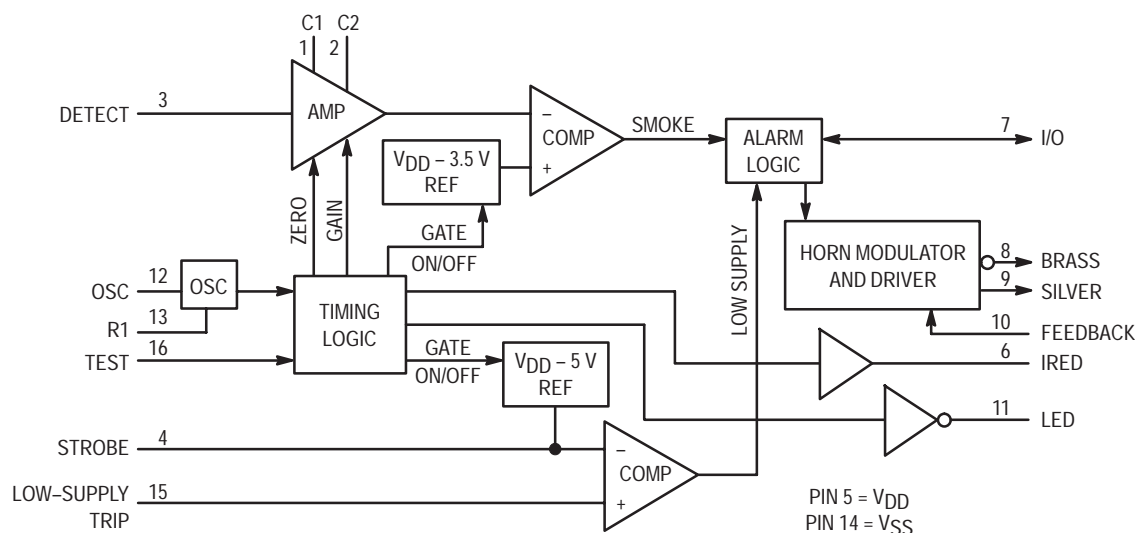 C1 C2
1 2
DETECT 3
AMP
−
COMP
+
SMOKE
ALARM
LOGIC
7 I/O
VDD – 3.5 V
REF
ZERO
GAIN
GATE
ON/OFF
LOW SUPPLY
HORN MODULATOR
AND DRIVER
8 BRASS
9 SILVER
10
FEEDBACK
OSC 12
OSC
R1 13
TEST 16
TIMING
LOGIC
GATE
ON/OFF
VDD – 5 V
REF
6 IRED
11 LED
STROBE 4
−
COMP
+
LOW–SUPPLY 15
TRIP
PIN 5 = VDD
PIN 14 = VSS